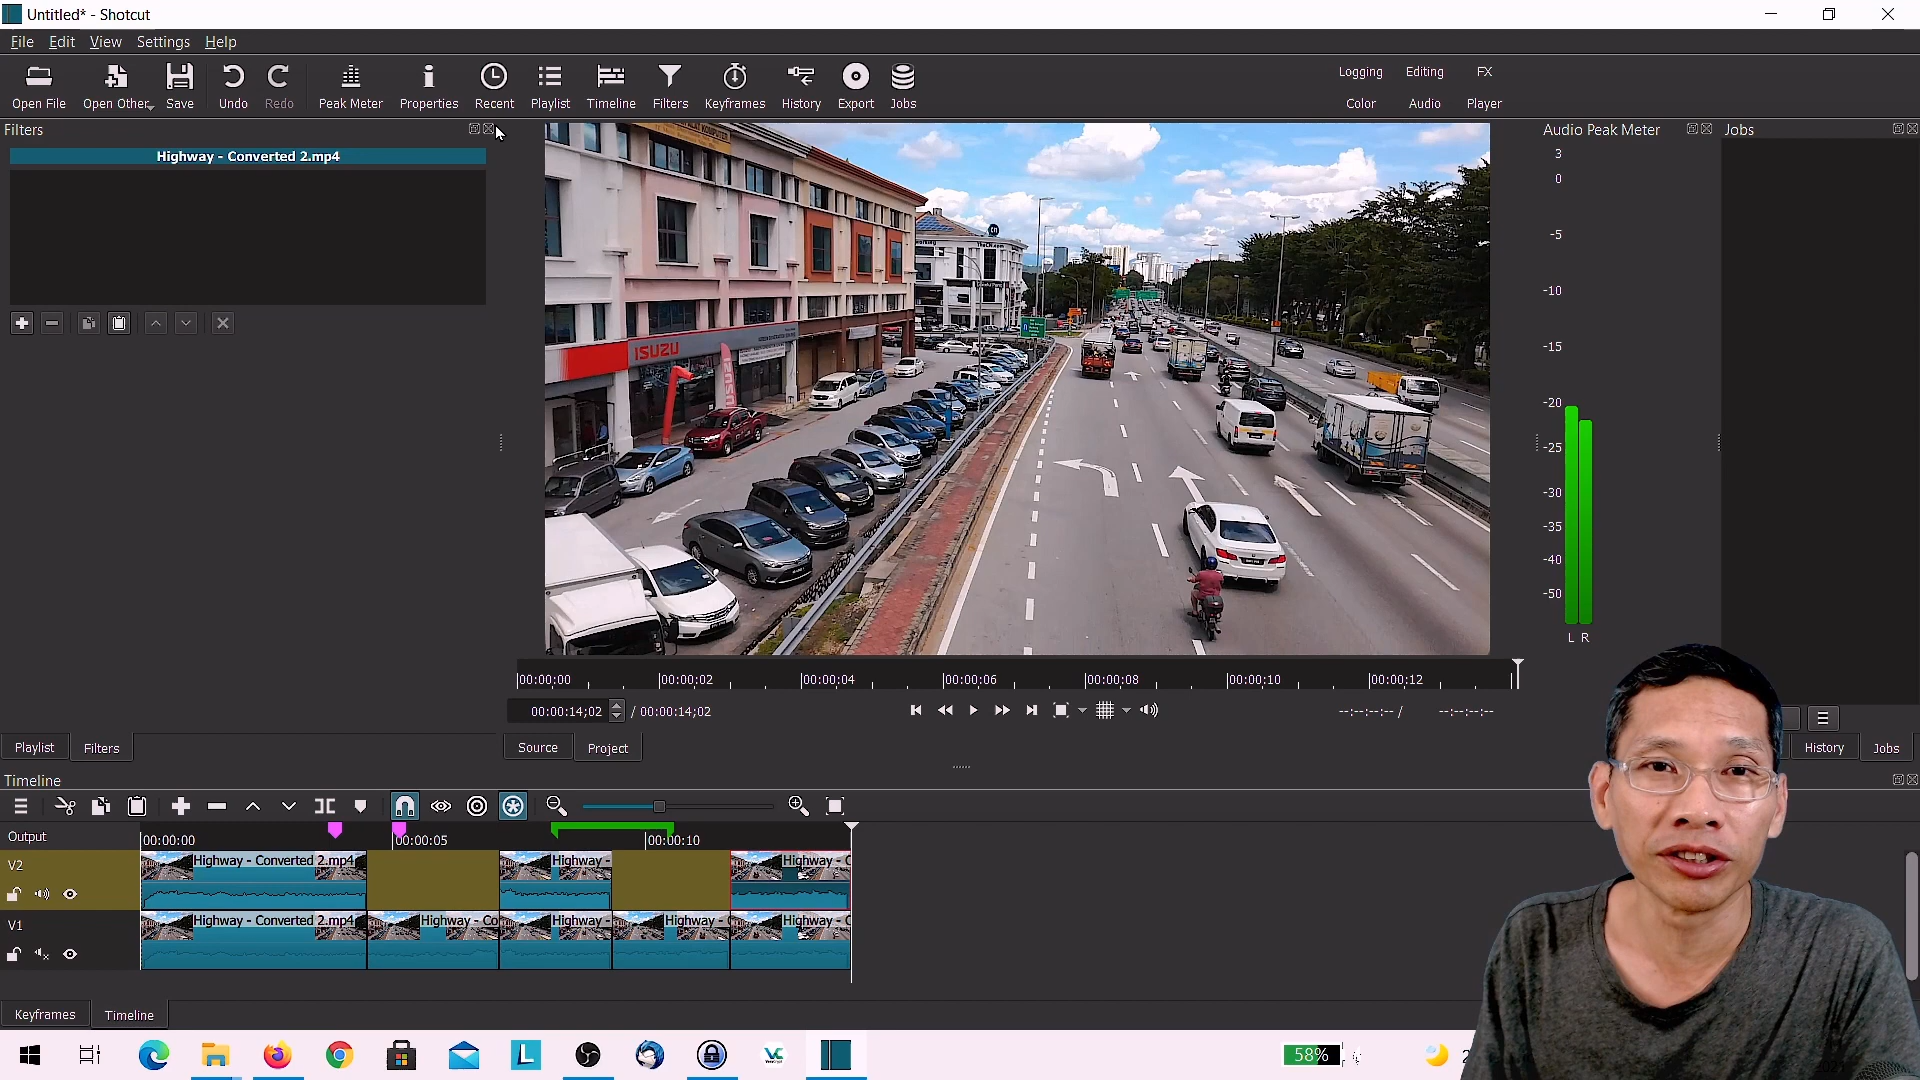 Untitled* - Shotcut
File Edit View Settings Help
Open File Open Other Save Undo Redo Peak Meter Properties Recent Playlist Timeline Filters Keyframes History Export Jobs
Logging Editing FX
Color Audio Player
Filters
Audio Peak Meter
Jobs
Highway - Converted 2.mp4
ISUZU
3
0
-5
-10
-15
-20
-25
-30
-35
-40
-50
L R
00:00:00 00:00:02 00:00:04 00:00:06 00:00:08 00:00:10 00:00:12
00:00:14;02 / 00:00:14;02
--:--:--:-- / --:--:--:--
Playlist Filters
Source Project
History Jobs
Timeline
Output
00:00:00 00:00:05 00:00:10
V2
Highway - Converted 2.mp4 Highway - Highway - C
V1
Highway - Converted 2.mp4 Highway - Co Highway - Highway - Highway - C
Keyframes Timeline
L
VC
58%